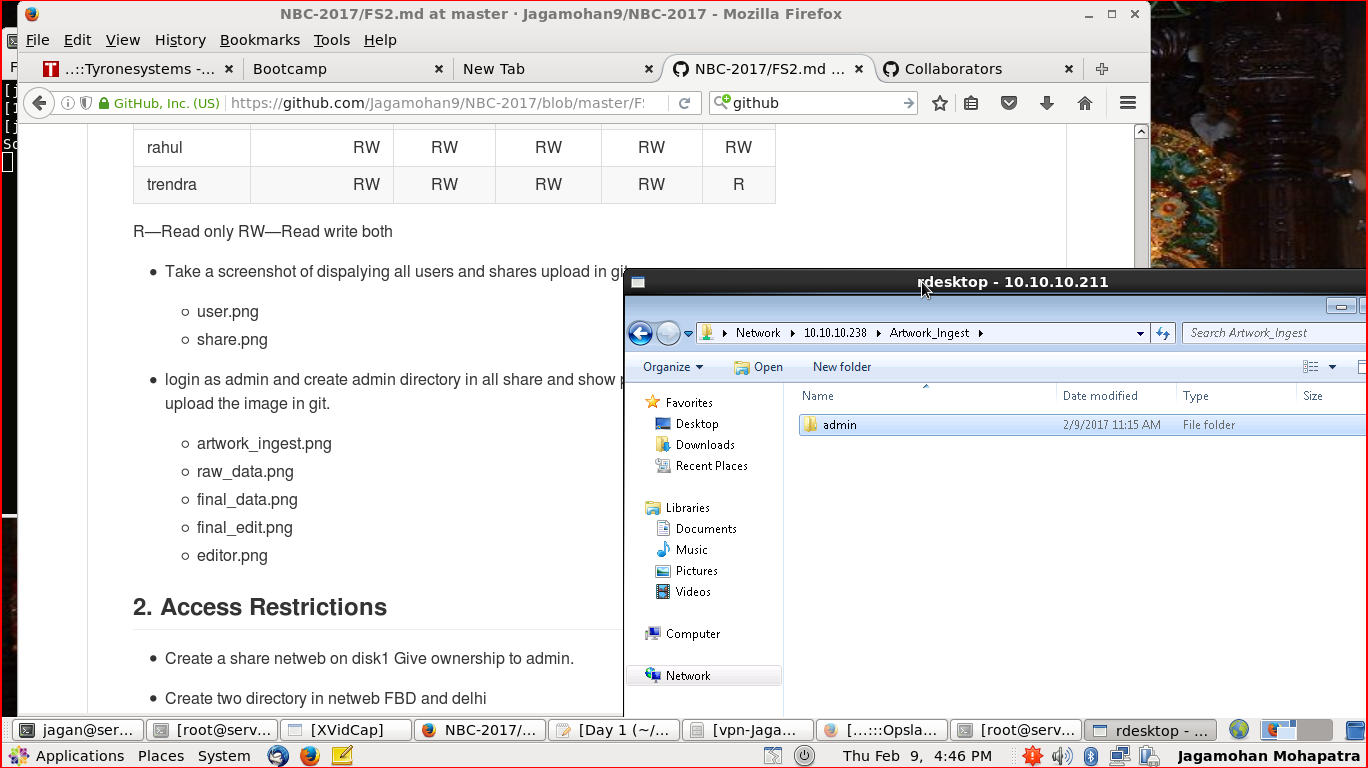 NBC-2017/FS2.md at master · Jagamohan9/NBC-2017 - Mozilla Firefox
File Edit View History Bookmarks Tools Help
..::Tyronesystems -... Bootcamp New Tab NBC-2017/FS2.md ... Collaborators
GitHub, Inc. (US) https://github.com/Jagamohan9/NBC-2017/blob/master/F github
rahul RW RW RW RW RW
trendra RW RW RW RW R
R—Read only RW—Read write both
Take a screenshot of dispalying all users and shares upload in git
user.png
share.png
login as admin and create admin directory in all share and show
upload the image in git.
artwork_ingest.png
raw_data.png
final_data.png
final_edit.png
editor.png
2. Access Restrictions
Create a share netweb on disk1 Give ownership to admin.
Create two directory in netweb FBD and delhi
rdesktop - 10.10.10.211
Network 10.10.10.238 Artwork_Ingest Search Artwork_Ingest
Organize Open New folder
Name Date modified Type Size
admin 2/9/2017 11:15 AM File folder
Favorites
Desktop
Downloads
Recent Places
Libraries
Documents
Music
Pictures
Videos
Computer
Network
jagan@ser... [root@serv... [XVidCap] NBC-2017/... [Day 1 (~/... [vpn-Jaga... [...:::Opsla... [root@serv... rdesktop - ...
Applications Places System Thu Feb 9, 4:46 PM Jagamohan Mohapatra